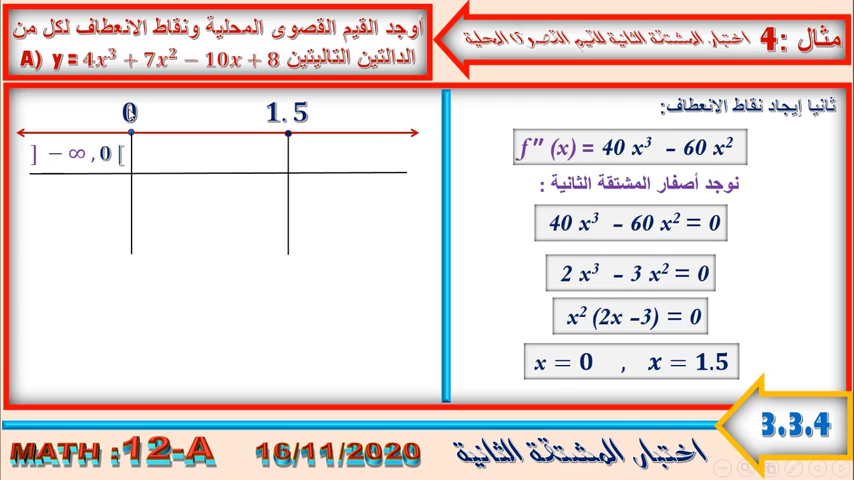 مثال :4 اختبار المشتقة الثانية للقيم القصوى المحلية
أوجد القيم القصوى المحلية ونقاط الانعطاف لكل من
الدالتين التاليتين A) y = 4x³ + 7x² − 10x + 8
ثانيا إيجاد نقاط الانعطاف:
f″ (x) = 40 x³ − 60 x²
نوجد أصفار المشتقة الثانية :
40 x³ − 60 x² = 0
2 x³ − 3 x² = 0
x² (2x −3) = 0
x = 0 , x = 1.5
0 1.5
] − ∞ , 0 [
3.3.4
MATH :12-A 16/11/2020 اختبار المشتقة الثانية